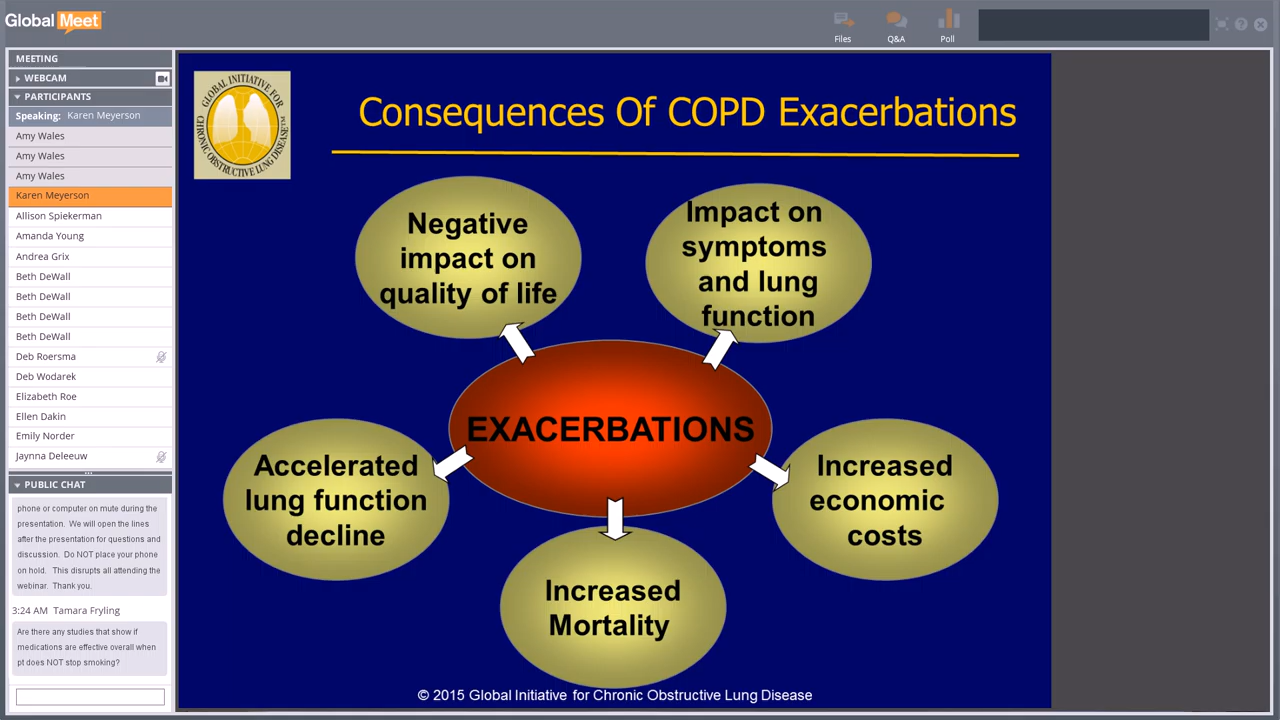 Global Meet
Files
Q&A
Poll
MEETING
WEBCAM
PARTICIPANTS
Speaking: Karen Meyerson
Amy Wales
Amy Wales
Amy Wales
Karen Meyerson
Allison Spiekerman
Amanda Young
Andrea Grix
Beth DeWall
Beth DeWall
Beth DeWall
Beth DeWall
Deb Roersma
Deb Wodarek
Elizabeth Roe
Ellen Dakin
Emily Norder
Jaynna Deleeuw
PUBLIC CHAT
phone or computer on mute during the
presentation. We will open the lines
after the presentation for questions and
discussion. Do NOT place your phone
on hold. This disrupts all attending the
webinar. Thank you.
3:24 AM Tamara Fryling
Are there any studies that show if
medications are effective overall when
pt does NOT stop smoking?
GLOBAL INITIATIVE FOR
CHRONIC OBSTRUCTIVE LUNG DISEASE
Consequences Of COPD Exacerbations
Negative
impact on
quality of life
Impact on
symptoms
and lung
function
EXACERBATIONS
Accelerated
lung function
decline
Increased
economic
costs
Increased
Mortality
© 2015 Global Initiative for Chronic Obstructive Lung Disease